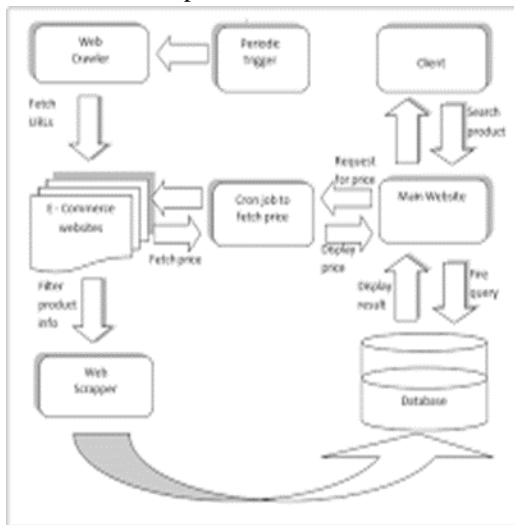 Web
Crawler
Periodic
Trigger
Client
Fetch
URLs
Search
product
Request
for price
E - Commerce
websites
Cron job to
fetch price
Main Website
Fetch price
Display
price
Filter
product
info
Display
result
Fire
query
Web
Scrapper
Database